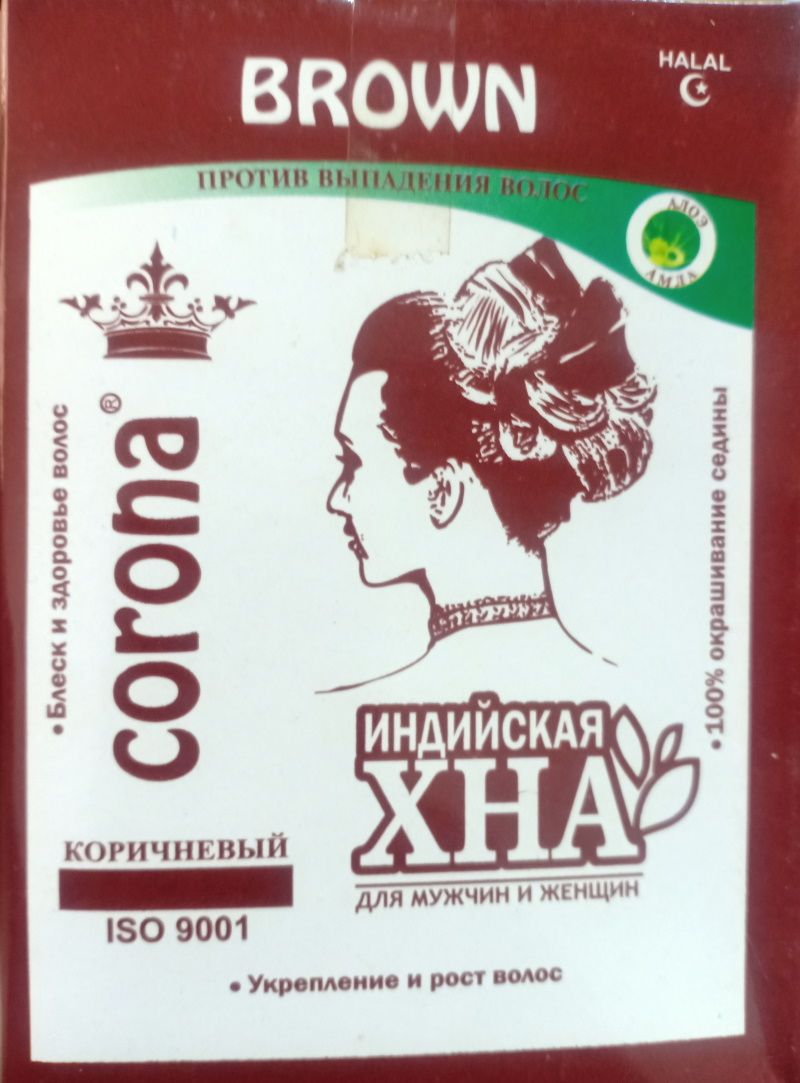 BROWN
HALAL
ПРОТИВ ВЫПАДЕНИЯ ВОЛОС
АЛОЭ
АМЛА
corona®
• Блеск и здоровье волос
• 100% окрашивание седины
ИНДИЙСКАЯ
ХНА
ДЛЯ МУЖЧИН И ЖЕНЩИН
КОРИЧНЕВЫЙ
ISO 9001
• Укрепление и рост волос